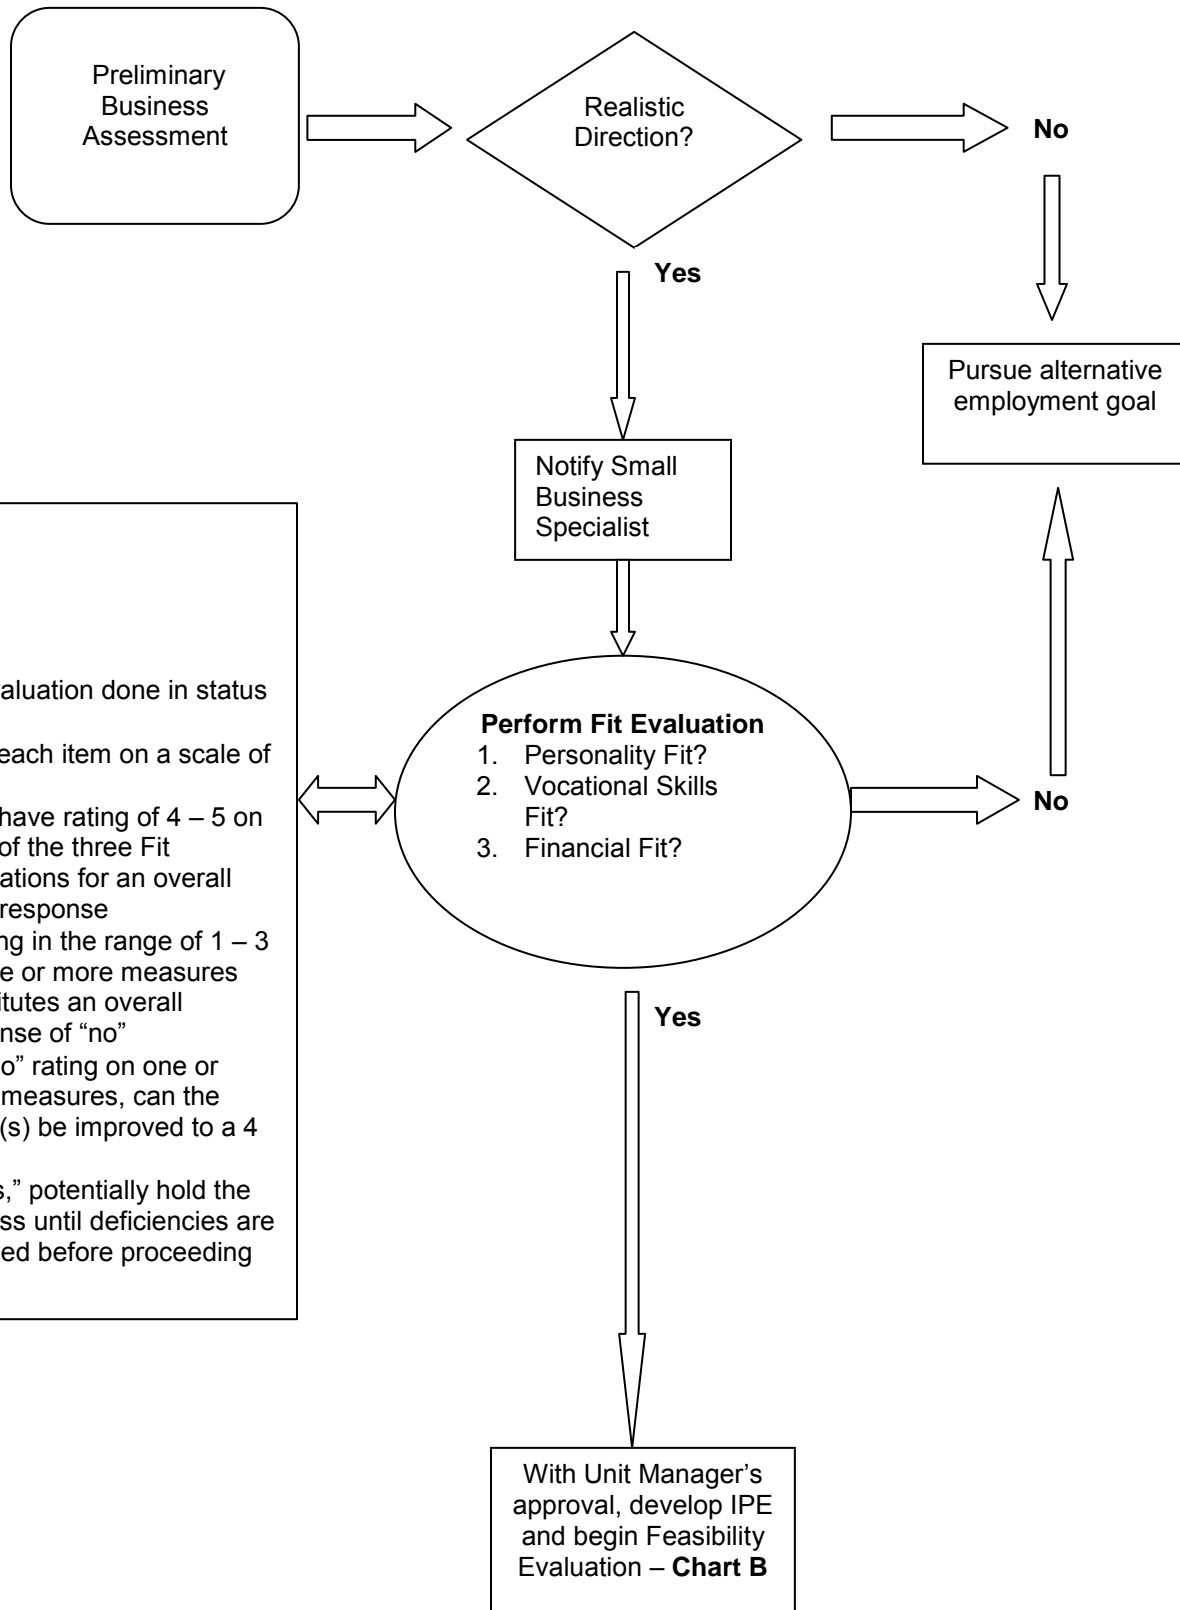 Preliminary
Business
Assessment
Realistic
Direction?
No
Yes
Pursue alternative
employment goal
Notify Small
Business
Specialist
valuation done in status
each item on a scale of
have rating of 4 – 5 on
of the three Fit
ations for an overall
response
ng in the range of 1 – 3
e or more measures
titutes an overall
nse of “no”
o” rating on one or
measures, can the
(s) be improved to a 4
s,” potentially hold the
ss until deficiencies are
ed before proceeding
Perform Fit Evaluation
1. Personality Fit?
2. Vocational Skills
Fit?
3. Financial Fit?
No
Yes
With Unit Manager’s
approval, develop IPE
and begin Feasibility
Evaluation – Chart B